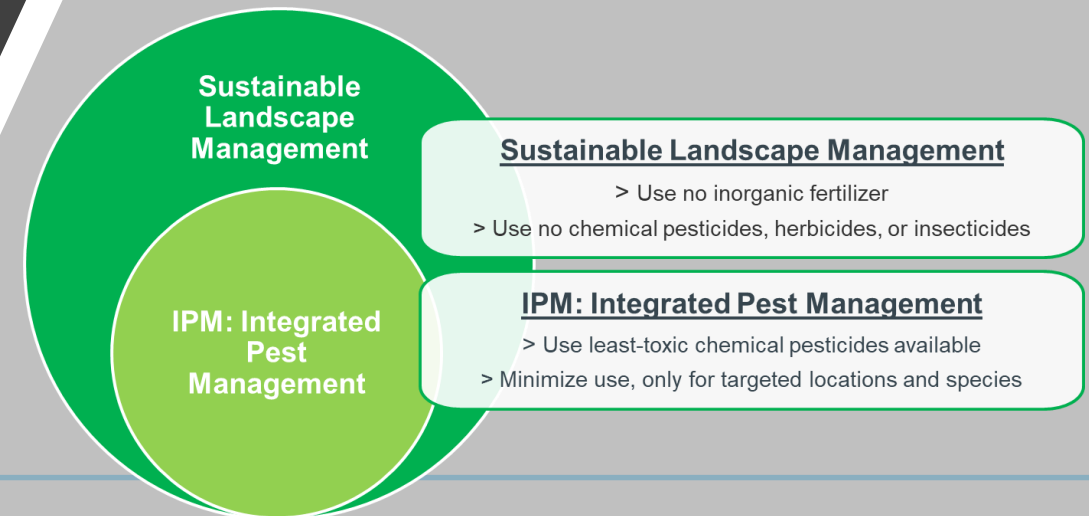 Sustainable
Landscape
Management
IPM: Integrated
Pest
Management
Sustainable Landscape Management
> Use no inorganic fertilizer
> Use no chemical pesticides, herbicides, or insecticides
IPM: Integrated Pest Management
> Use least-toxic chemical pesticides available
> Minimize use, only for targeted locations and species